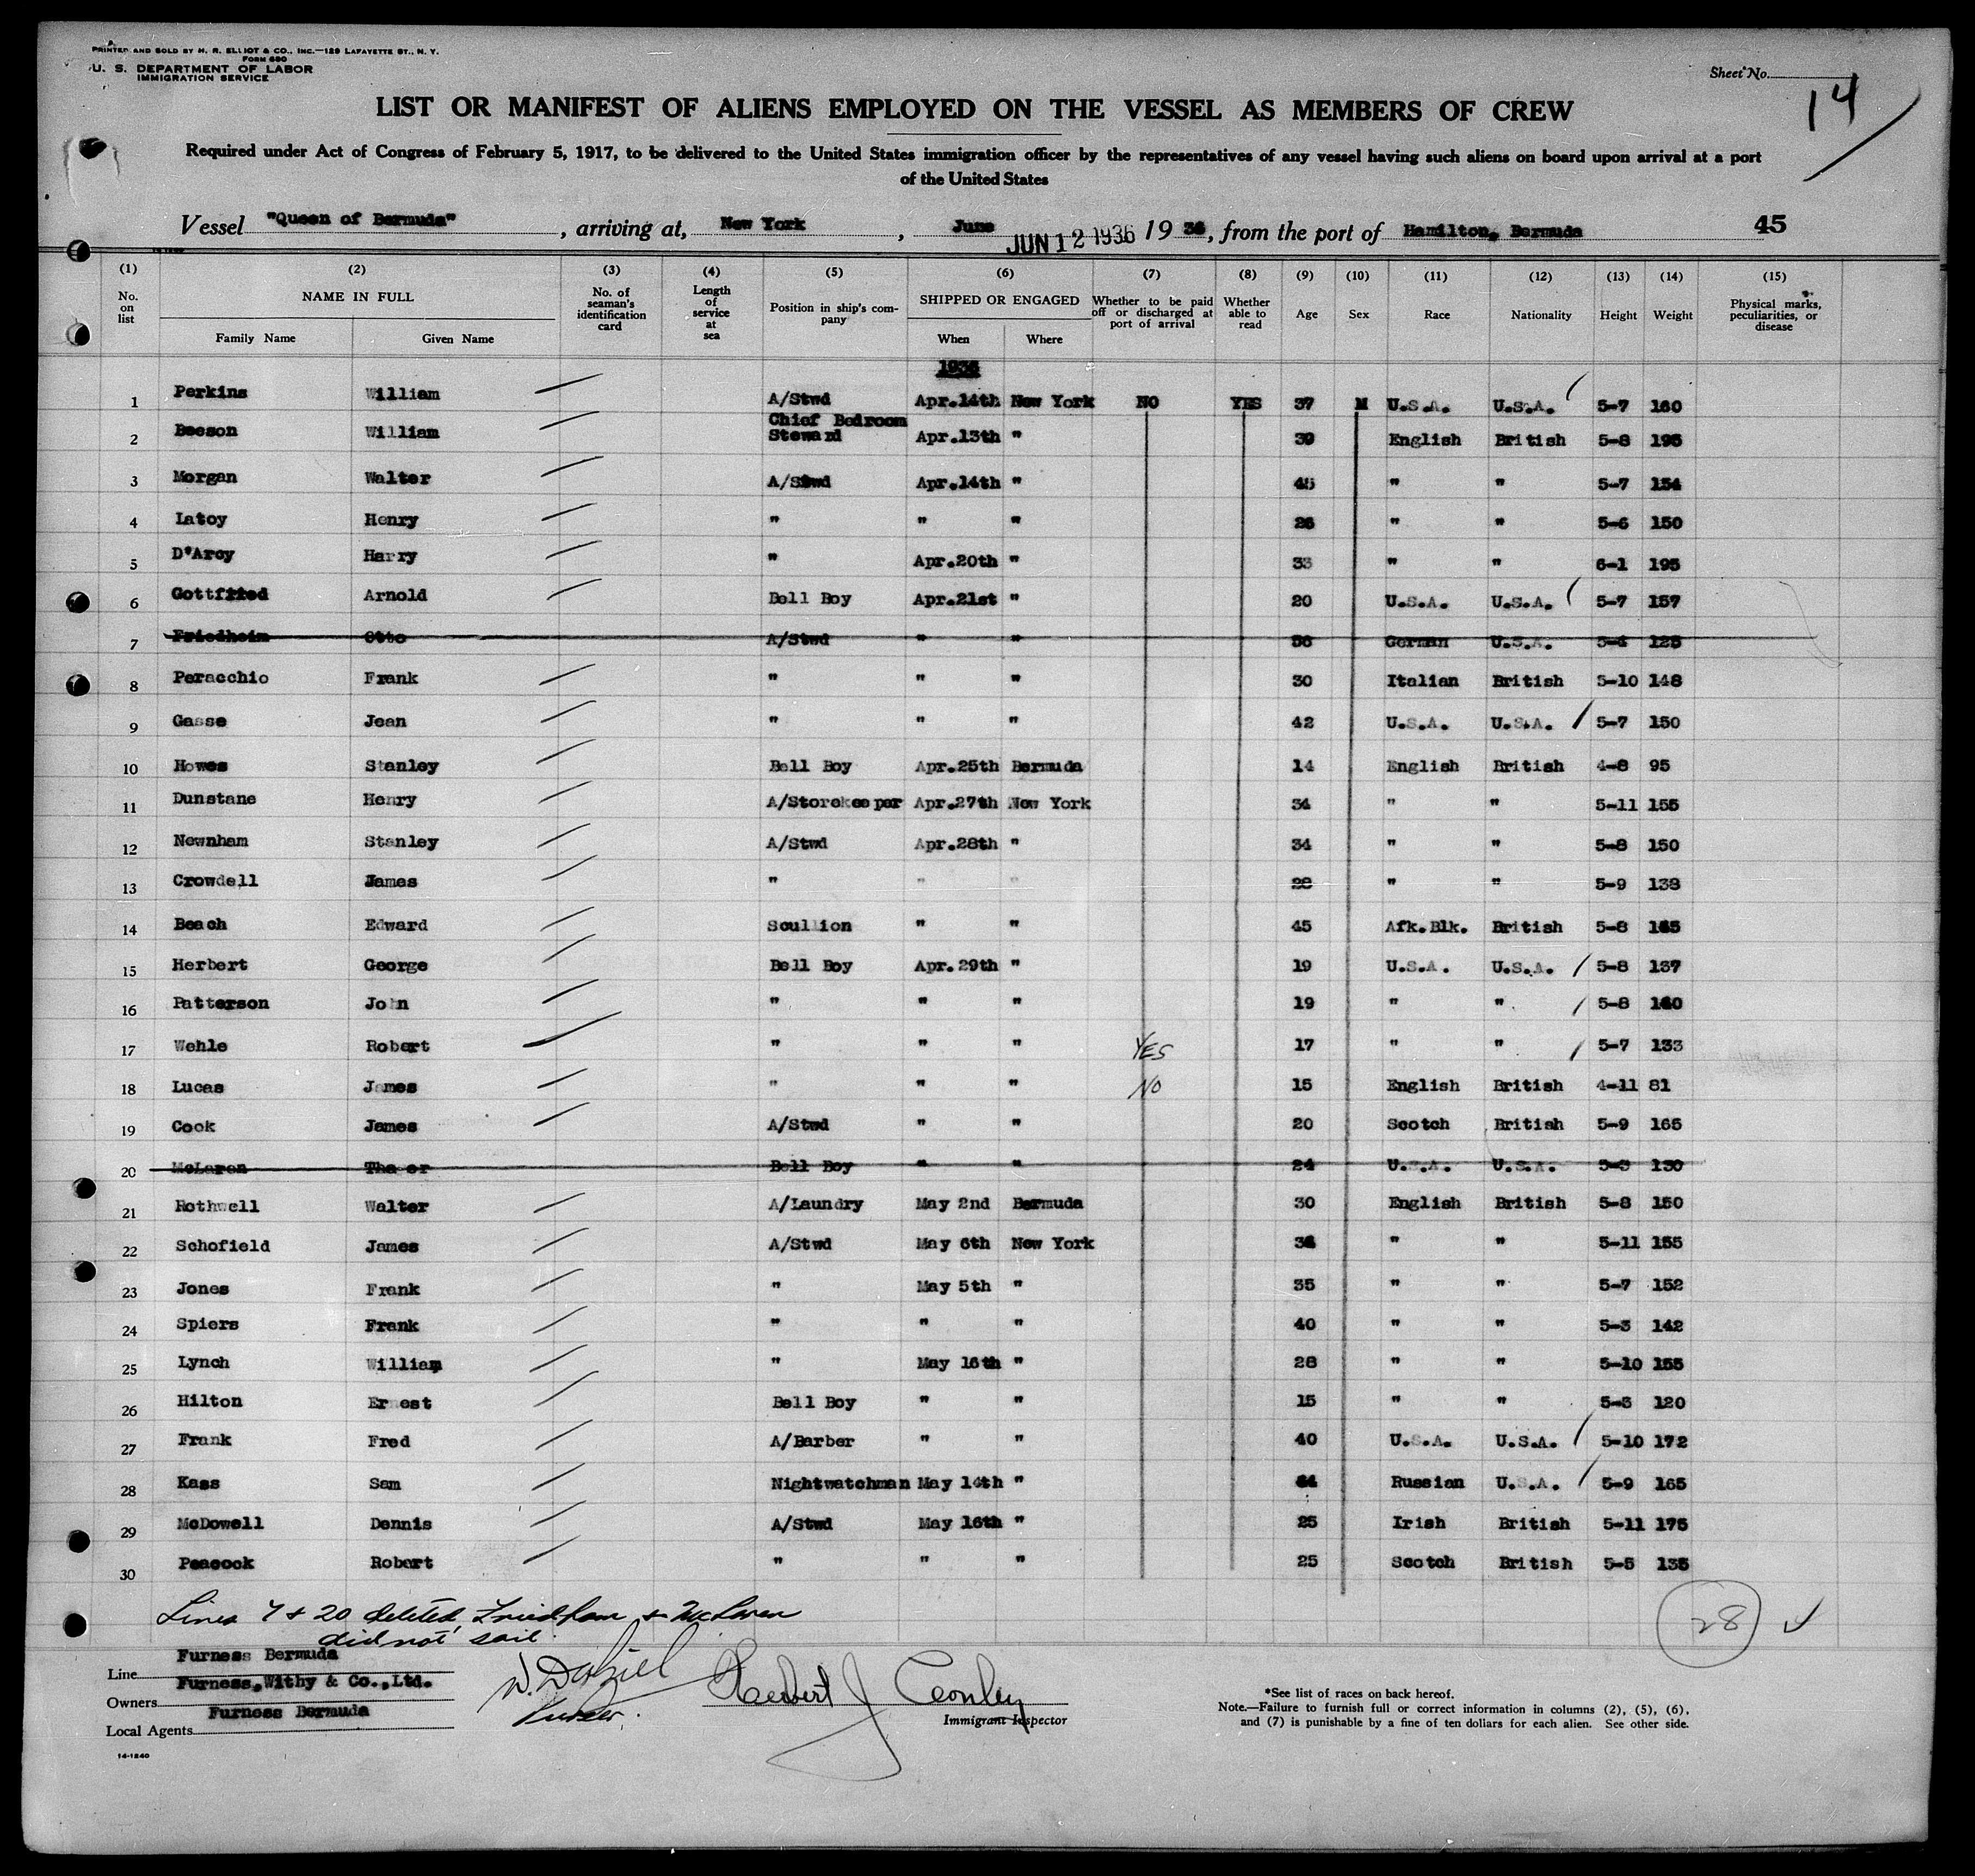 PRINTED AND SOLD BY H. R. ELLIOT & CO., INC.—129 LAFAYETTE ST., N. Y.
FORM 680
U. S. DEPARTMENT OF LABOR
IMMIGRATION SERVICE
Sheet No.
14
LIST OR MANIFEST OF ALIENS EMPLOYED ON THE VESSEL AS MEMBERS OF CREW
Required under Act of Congress of February 5, 1917, to be delivered to the United States immigration officer by the representatives of any vessel having such aliens on board upon arrival at a port
of the United States
Vessel "Queen of Bermuda", arriving at, New York, June JUN 12 1936 1936, from the port of Hamilton, Bermuda 45
(1) (2) (3) (4) (5) (6) (7) (8) (9) (10) (11) (12) (13) (14) (15)
No. on list NAME IN FULL Family Name Given Name No. of seaman's identification card Length of service at sea Position in ship's company SHIPPED OR ENGAGED When Where Whether to be paid off or discharged at port of arrival Whether able to read Age Sex Race Nationality Height Weight Physical marks, peculiarities, or disease
1936
1 Perkins William A/Stwd Apr.14th New York NO YES 37 M U.S.A. U.S.A. 5-7 160
2 Beeson William Chief Bedroom Steward Apr.13th " 39 English British 5-8 195
3 Morgan Walter A/Stwd Apr.14th " 45 " " 5-7 154
4 Latoy Henry " " " 26 " " 5-6 150
5 D'Arcy Harry " Apr.20th " 33 " " 6-1 195
6 Gottfried Arnold Bell Boy Apr.21st " 20 U.S.A. U.S.A. 5-7 157
7 Friedheim Otto A/Stwd " " 36 German U.S.A. 5-4 125
8 Peracchio Frank " " " 30 Italian British 5-10 148
9 Gasse Jean " " " 42 U.S.A. U.S.A. 5-7 150
10 Howes Stanley Bell Boy Apr.25th Bermuda 14 English British 4-8 95
11 Dunstane Henry A/Storekeeper Apr.27th New York 34 " " 5-11 155
12 Newnham Stanley A/Stwd Apr.28th " 34 " " 5-8 150
13 Crowdell James " " " 28 " " 5-9 138
14 Beach Edward Scullion " " 45 Afk.Blk. British 5-8 165
15 Herbert George Bell Boy Apr.29th " 19 U.S.A. U.S.A. 5-8 137
16 Patterson John " " " 19 " " 5-8 160
17 Wehle Robert " " " YES 17 " " 5-7 133
18 Lucas James " " " NO 15 English British 4-11 81
19 Cook James A/Stwd " " 20 Scotch British 5-9 165
20 McLaren Bell Boy " " 24 U.S.A. U.S.A. 5-3 130
21 Rothwell Walter A/Laundry May 2nd Bermuda 30 English British 5-8 150
22 Schofield James A/Stwd May 6th New York 36 " " 5-11 155
23 Jones Frank " May 5th " 35 " " 5-7 152
24 Spiers Frank " " " 40 " " 5-3 142
25 Lynch William " May 16th " 28 " " 5-10 155
26 Hilton Ernest Bell Boy " " 15 " " 5-3 120
27 Frank Fred A/Barber " " 40 U.S.A. U.S.A. 5-10 172
28 Kass Sam Nightwatchman May 14th " Russian U.S.A. 5-9 165
29 McDowell Dennis A/Stwd May 16th " 25 Irish British 5-11 175
30 Peacock Robert " " " 25 Scotch British 5-5 135
Lines 7 & 20 deleted Friedham & McLaren
did not sail.
28
Line Furness Bermuda
Owners Furness,Withy & Co.,Ltd.
Local Agents Furness Bermuda
Purser.
Herbert J Conley
Immigrant Inspector
*See list of races on back hereof.
Note.—Failure to furnish full or correct information in columns (2), (5), (6),
and (7) is punishable by a fine of ten dollars for each alien. See other side.
14-1240